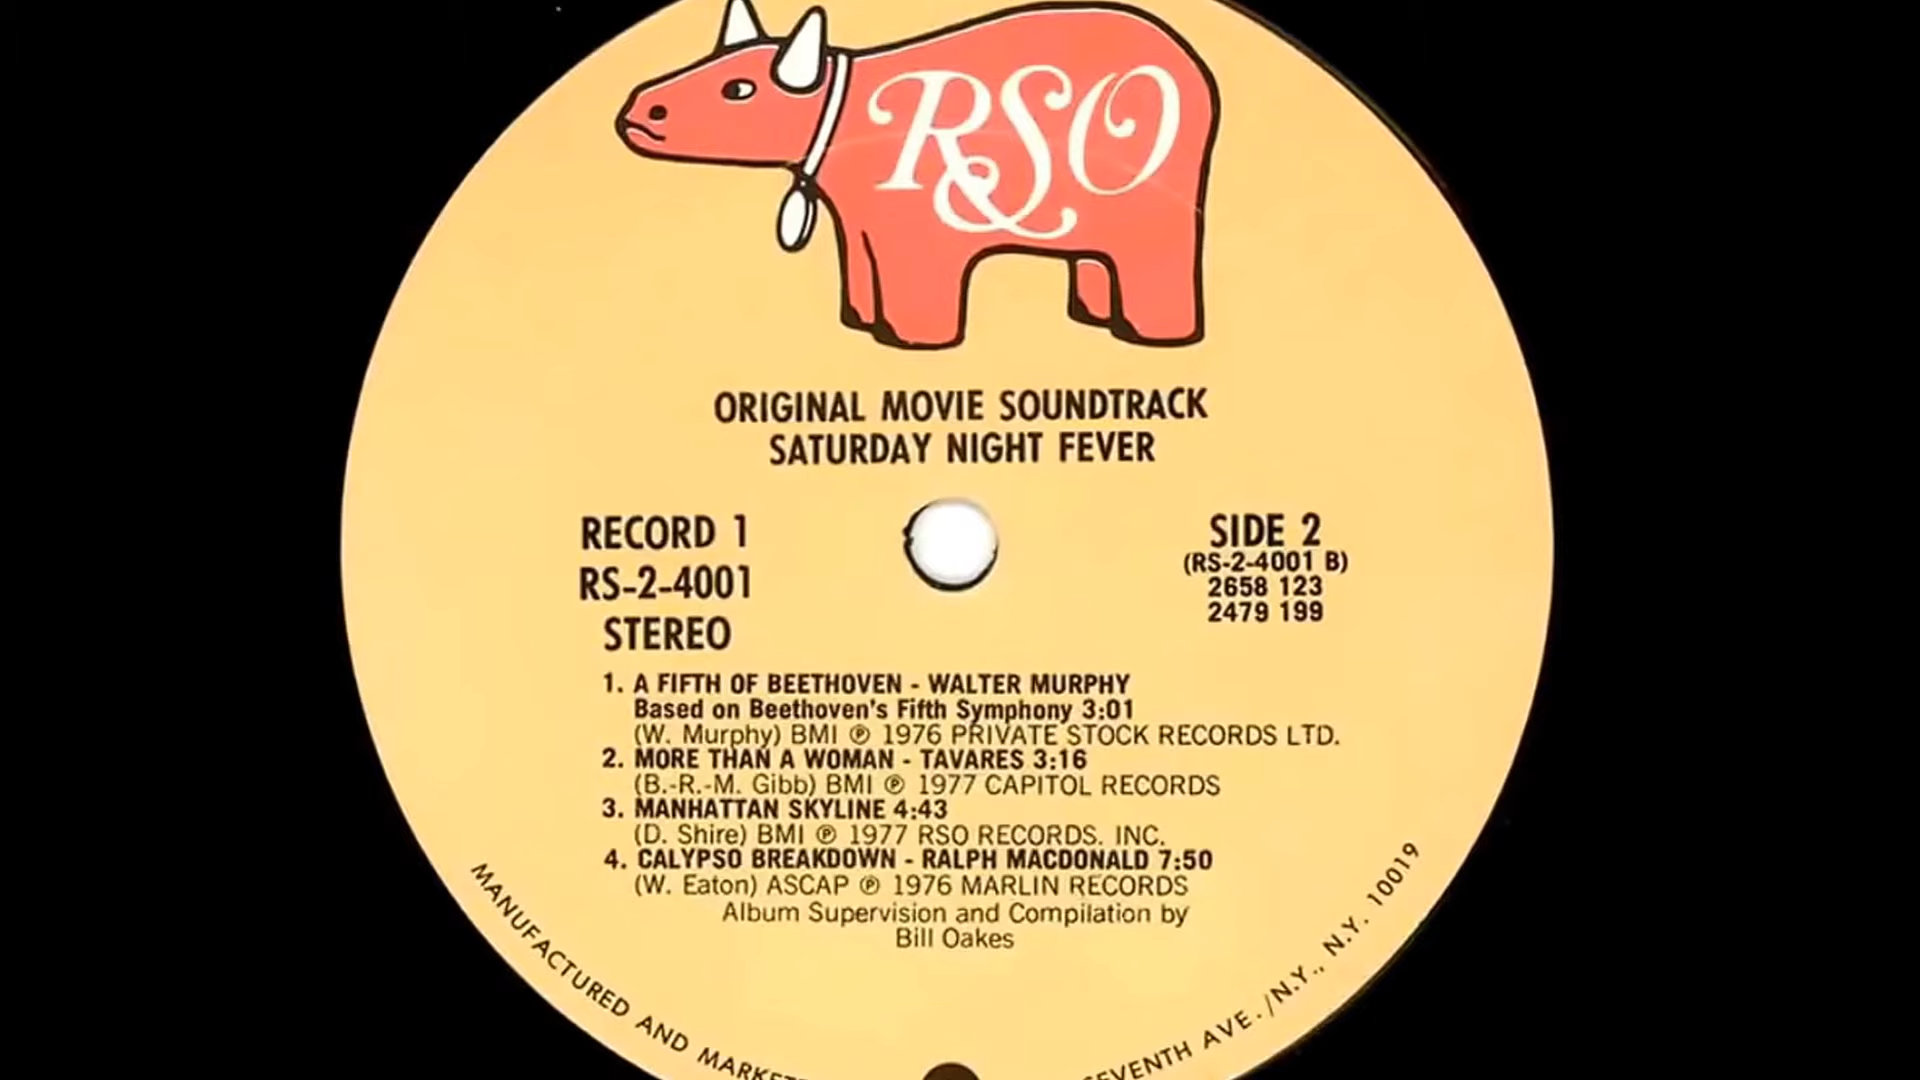 RSO
ORIGINAL MOVIE SOUNDTRACK
SATURDAY NIGHT FEVER
RECORD 1
RS-2-4001
STEREO
SIDE 2
(RS-2-4001 B)
2658 123
2479 199
1. A FIFTH OF BEETHOVEN - WALTER MURPHY
Based on Beethoven's Fifth Symphony 3:01
(W. Murphy) BMI ℗ 1976 PRIVATE STOCK RECORDS LTD.
2. MORE THAN A WOMAN - TAVARES 3:16
(B.-R.-M. Gibb) BMI ℗ 1977 CAPITOL RECORDS
3. MANHATTAN SKYLINE 4:43
(D. Shire) BMI ℗ 1977 RSO RECORDS. INC.
4. CALYPSO BREAKDOWN - RALPH MACDONALD 7:50
(W. Eaton) ASCAP ℗ 1976 MARLIN RECORDS
Album Supervision and Compilation by
Bill Oakes
MANUFACTURED AND
SEVENTH AVE./N.Y., N.Y. 10019